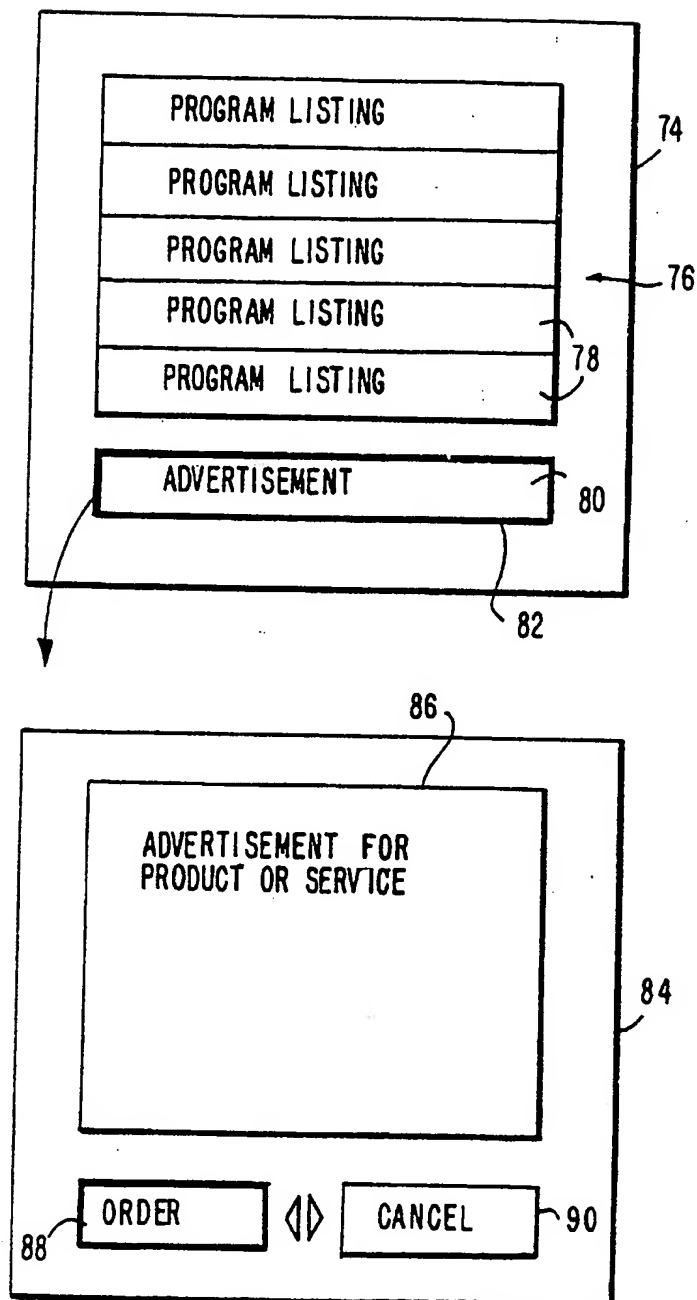 PROGRAM LISTING
74
PROGRAM LISTING
PROGRAM LISTING
76
PROGRAM LISTING
78
PROGRAM LISTING
ADVERTISEMENT
80
82
86
ADVERTISEMENT FOR
PRODUCT OR SERVICE
84
ORDER
CANCEL
90
88